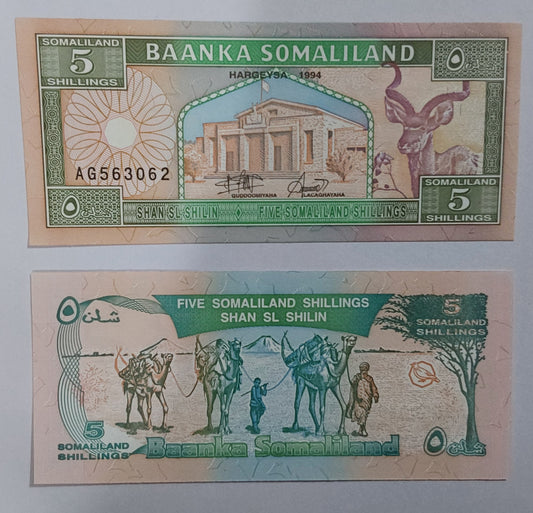 SOMALILAND
5
SHILLINGS
BAANKA SOMALILAND
٥
HARGEYSA 1994
AG563062
GUDDOOMIYAHA
LACAGHAYAHA
SOMALILAND
5
SHILLINGS
٥
SHAN SL SHILIN ◊ FIVE SOMALILAND SHILLINGS
٥ شلن
FIVE SOMALILAND SHILLINGS
SHAN SL SHILIN
5
SOMALILAND
SHILLINGS
5
SOMALILAND
SHILLINGS
Baanka Somaliland
٥ شلن